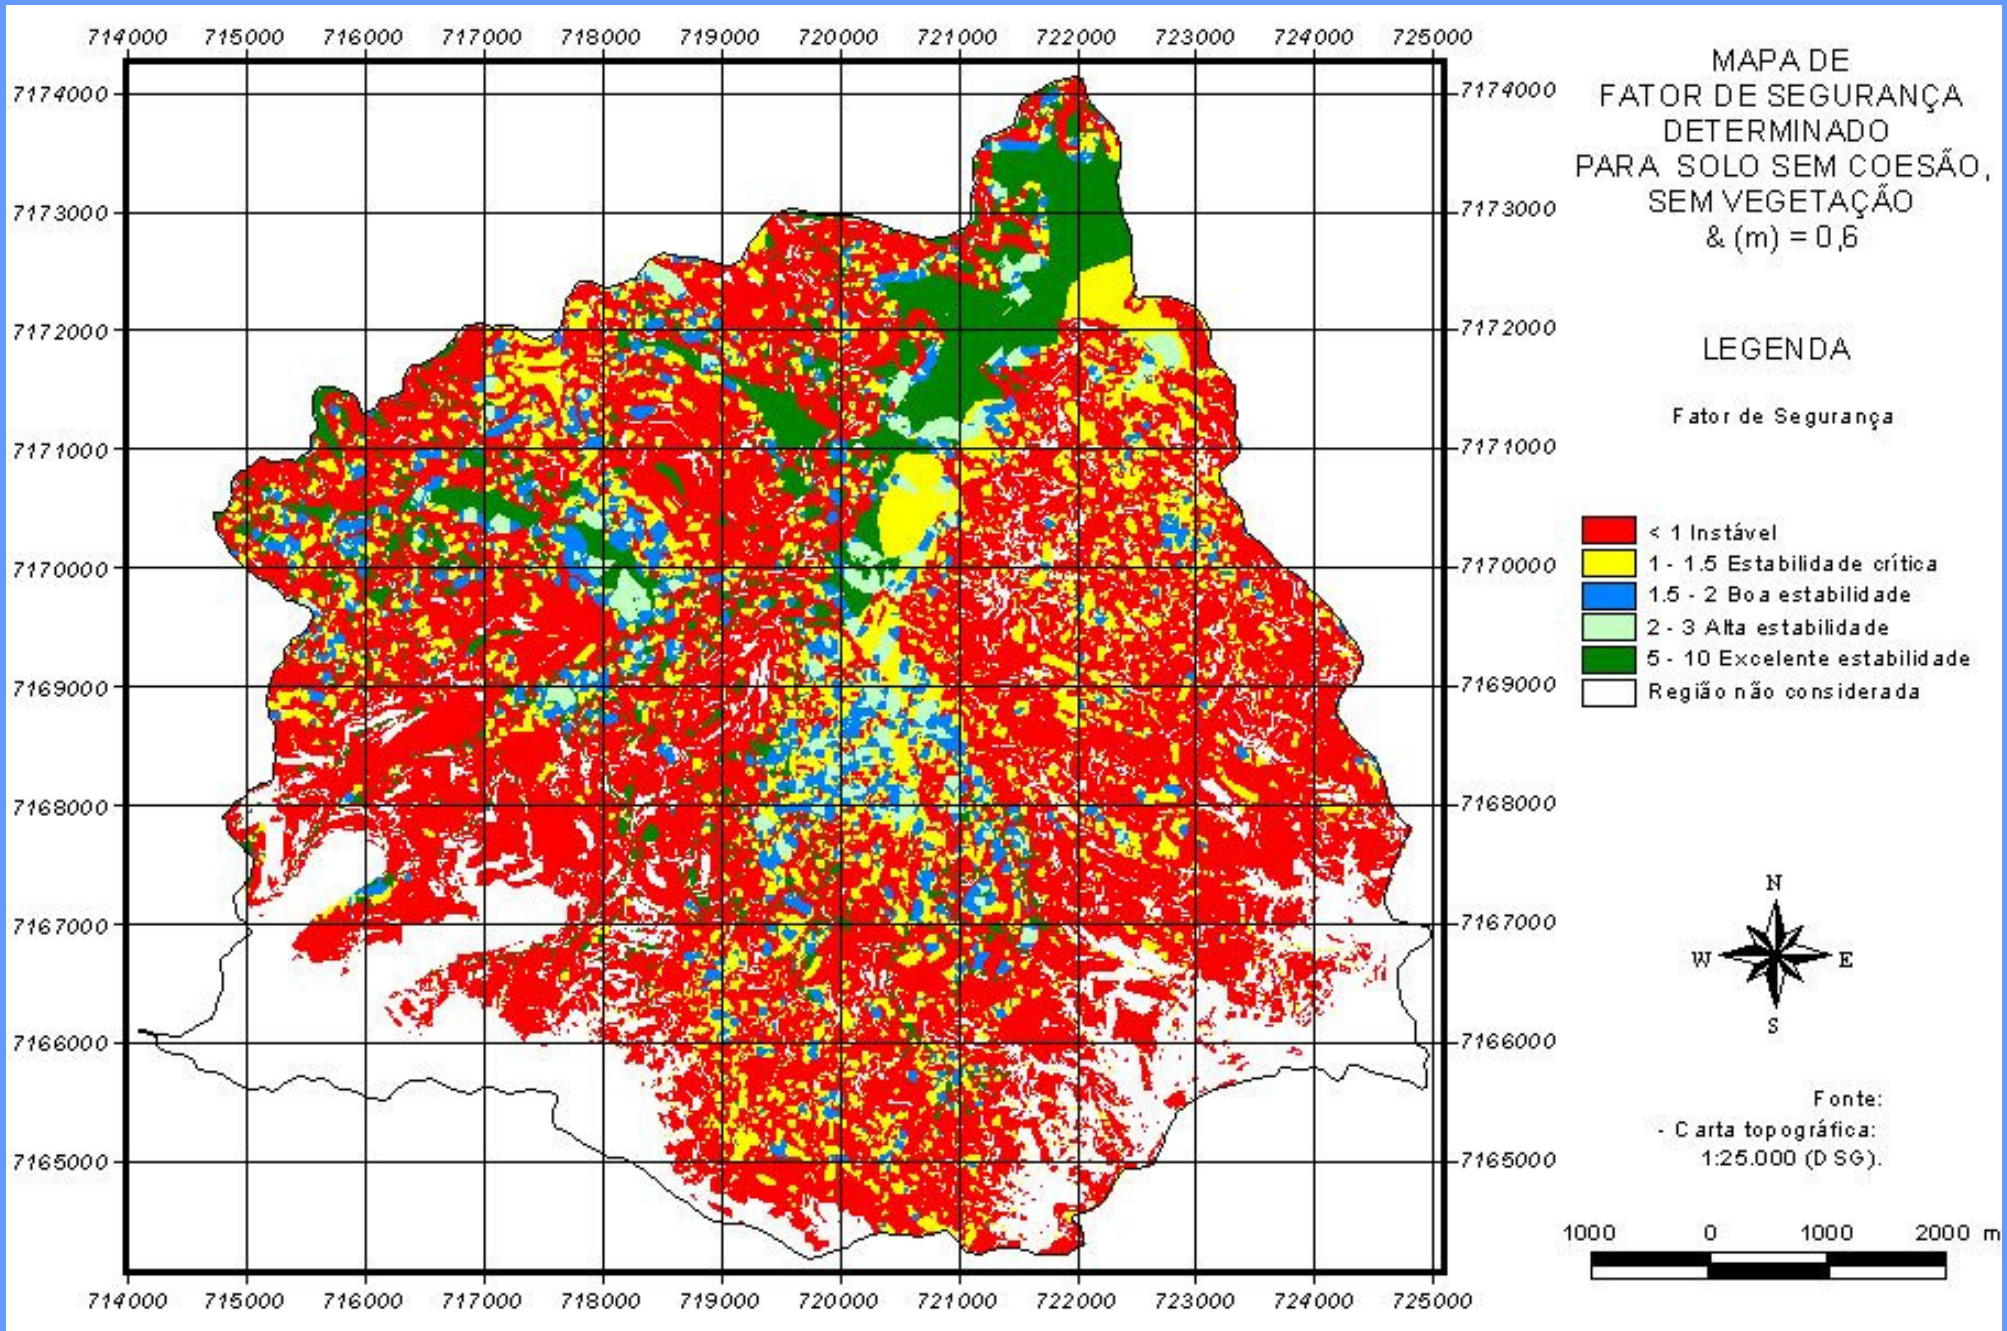 714000 715000 716000 717000 718000 719000 720000 721000 722000 723000 724000 725000
7174000 7174000
7173000 7173000
7172000 7172000
7171000 7171000
7170000 7170000
7169000 7169000
7168000 7168000
7167000 7167000
7166000 7166000
7165000 7165000
714000 715000 716000 717000 718000 719000 720000 721000 722000 723000 724000 725000
MAPA DE
FATOR DE SEGURANÇA
DETERMINADO
PARA SOLO SEM COESÃO,
SEM VEGETAÇÃO
& (m) = 0,6
LEGENDA
Fator de Segurança
< 1 Instável
1 - 1.5 Estabilidade crítica
1.5 - 2 Boa estabilidade
2 - 3 Alta estabilidade
5 - 10 Excelente estabilidade
Região não considerada
N
W E
S
Fonte:
- Carta topográfica:
1:25.000 (DSG).
1000 0 1000 2000 m